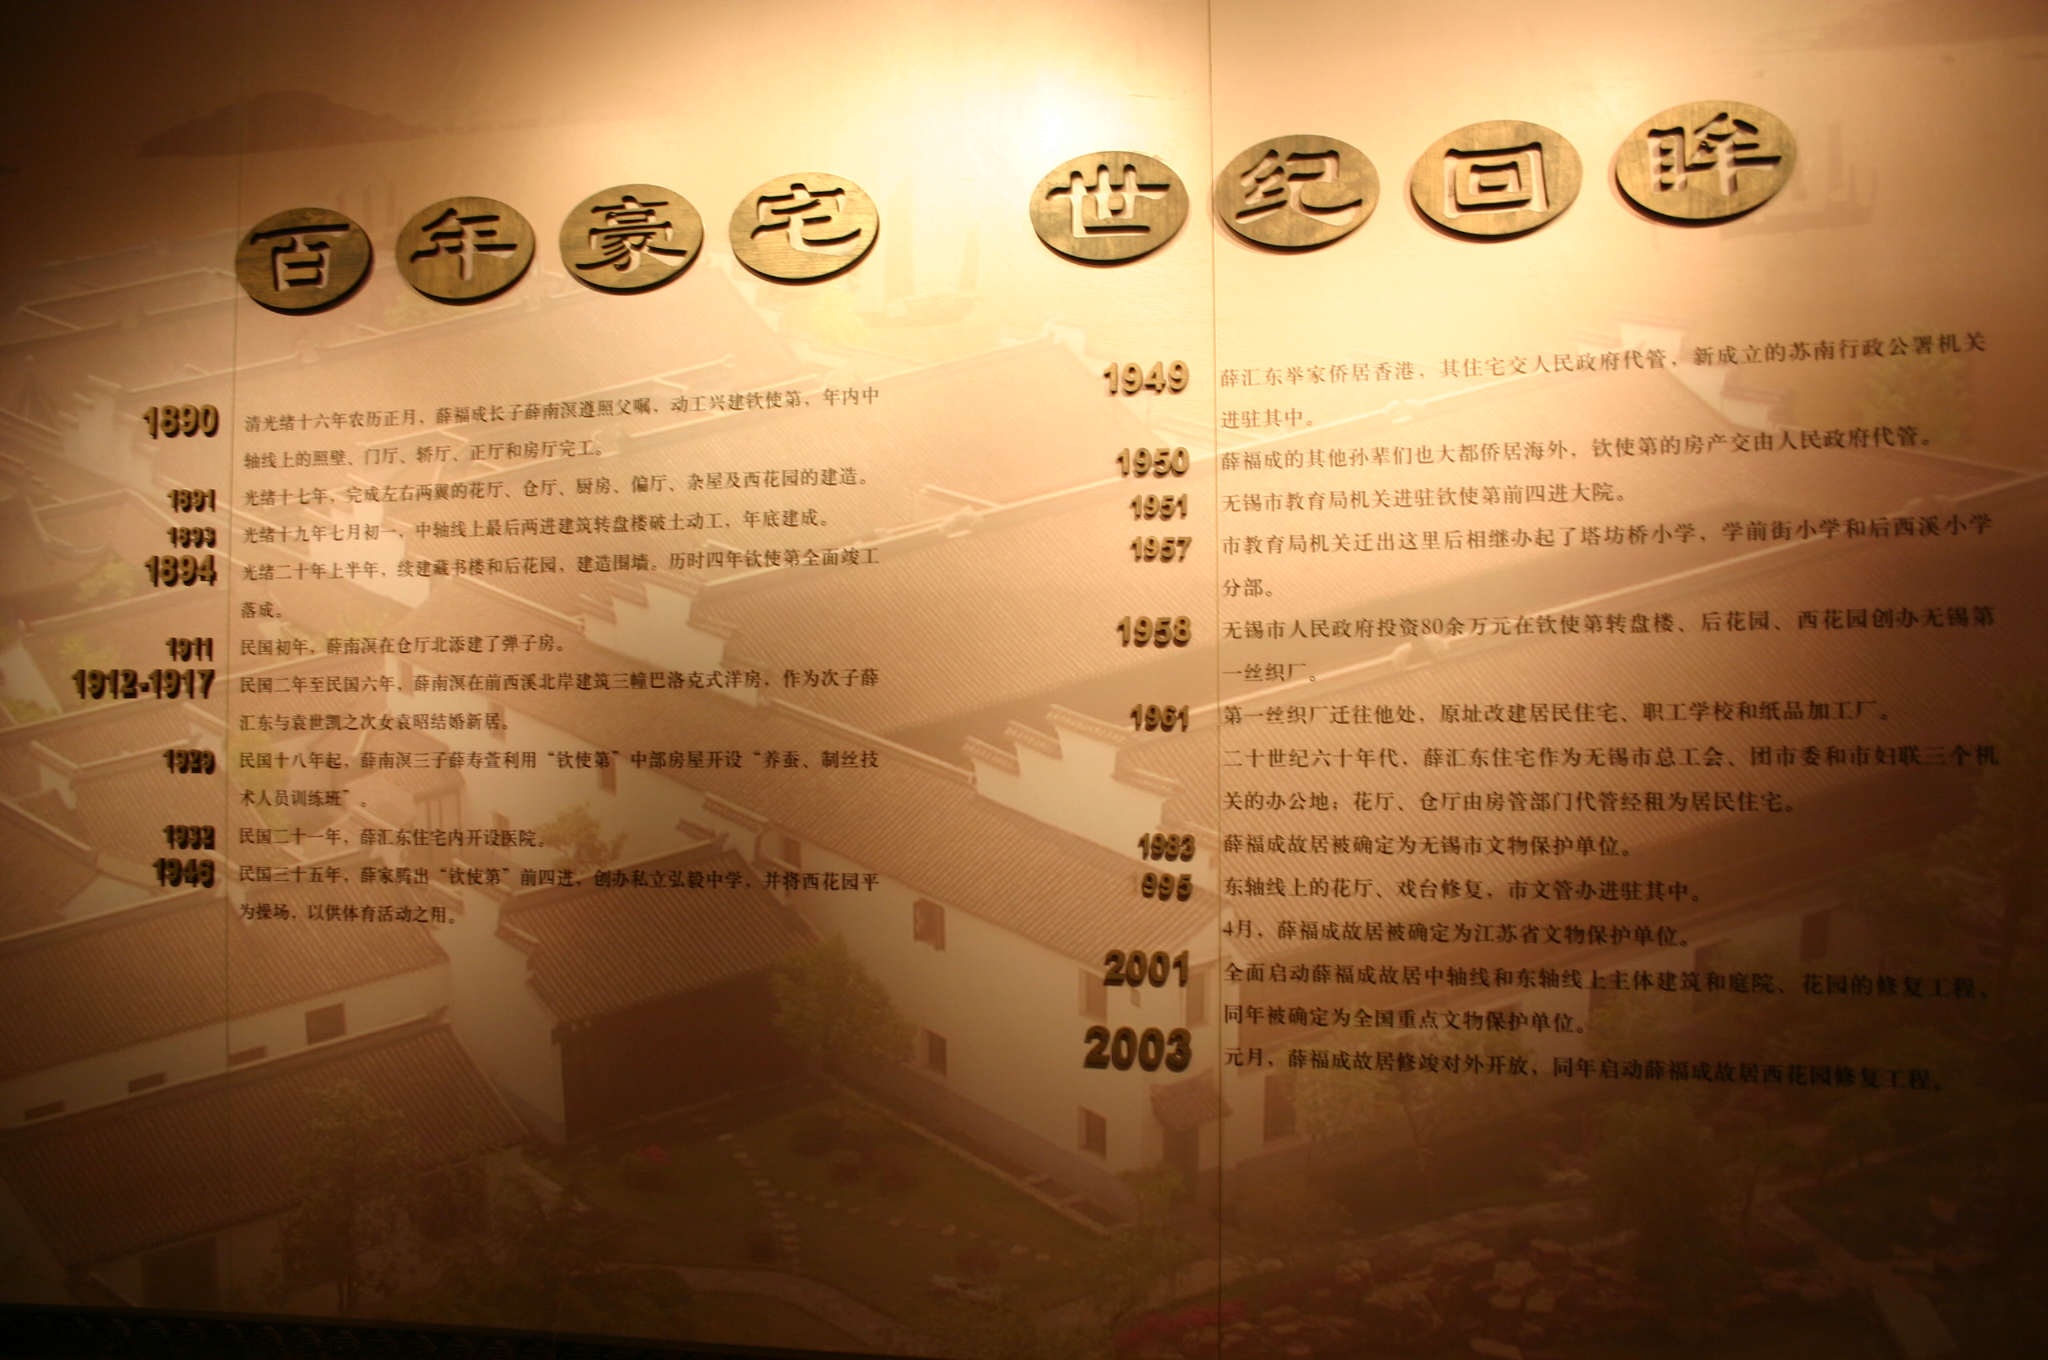 百年豪宅 世纪回眸
1890 清光绪十六年农历正月，薛福成长子薛南溟遵照父嘱，动工兴建钦使第，年内中
轴线上的照壁、门厅、轿厅、正厅和房厅完工。
1891 光绪十七年，完成左右两翼的花厅、仓厅、厨房、偏厅、杂屋及西花园的建造。
1893 光绪十九年七月初一，中轴线上最后两进建筑转盘楼破土动工，年底建成。
1894 光绪二十年上半年，续建藏书楼和后花园，建造围墙。历时四年钦使第全面竣工
落成。
1911 民国初年，薛南溟在仓厅北添建了弹子房。
1912-1917 民国二年至民国六年，薛南溟在前西溪北岸建筑三幢巴洛克式洋房，作为次子薛
汇东与袁世凯之次女袁昭结婚新居。
1929 民国十八年起，薛南溟三子薛寿萱利用“钦使第”中部房屋开设“养蚕、制丝技
术人员训练班”。
1932 民国二十一年，薛汇东住宅内开设医院。
1946 民国三十五年，薛家腾出“钦使第”前四进，创办私立弘毅中学，并将西花园平
为操场，以供体育活动之用。
1949 薛汇东举家侨居香港，其住宅交人民政府代管，新成立的苏南行政公署机关
进驻其中。
1950 薛福成的其他孙辈们也大都侨居海外，钦使第的房产交由人民政府代管。
1951 无锡市教育局机关进驻钦使第前四进大院。
1957 市教育局机关迁出这里后相继办起了塔坊桥小学，学前街小学和后西溪小学
分部。
1958 无锡市人民政府投资80余万元在钦使第转盘楼、后花园、西花园创办无锡第
一丝织厂。
1961 第一丝织厂迁往他处，原址改建居民住宅、职工学校和纸品加工厂。
二十世纪六十年代，薛汇东住宅作为无锡市总工会、团市委和市妇联三个机
关的办公地；花厅、仓厅由房管部门代管经租为居民住宅。
1983 薛福成故居被确定为无锡市文物保护单位。
995 东轴线上的花厅、戏台修复，市文管办进驻其中。
4月，薛福成故居被确定为江苏省文物保护单位。
2001 全面启动薛福成故居中轴线和东轴线上主体建筑和庭院、花园的修复工程，
同年被确定为全国重点文物保护单位。
2003 元月，薛福成故居修竣对外开放，同年启动薛福成故居西花园修复工程。